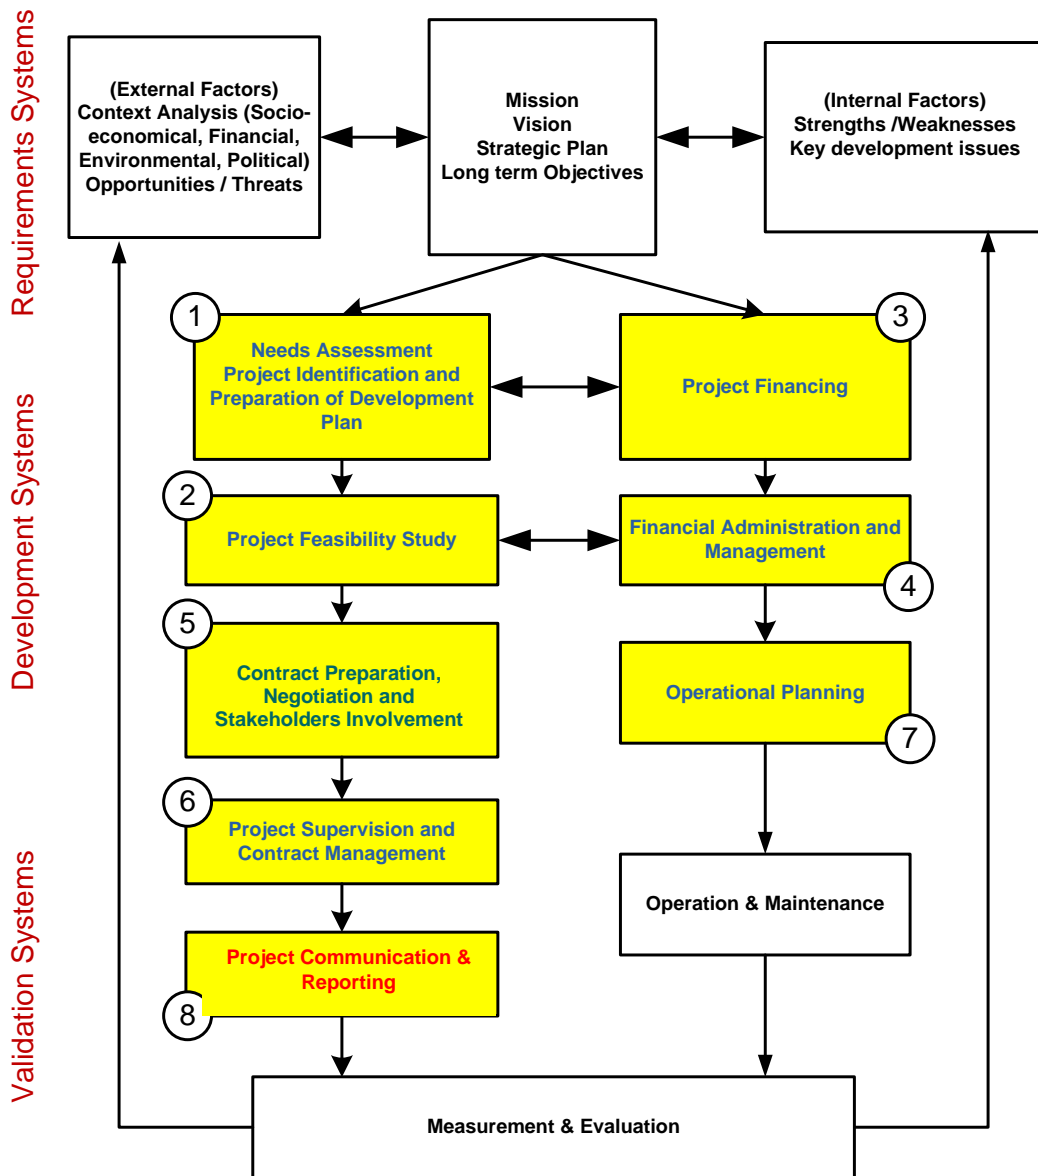 Requirements Systems
(External Factors)
Context Analysis (Socio-
economical, Financial,
Environmental, Political)
Opportunities / Threats
Mission
Vision
Strategic Plan
Long term Objectives
(Internal Factors)
Strengths /Weaknesses
Key development issues
Development Systems
1
Needs Assessment
Project Identification and
Preparation of Development
Plan
3
Project Financing
2
Project Feasibility Study
Financial Administration and
Management
4
5
Contract Preparation,
Negotiation and
Stakeholders Involvement
Operational Planning
7
Validation Systems
6
Project Supervision and
Contract Management
Operation & Maintenance
Project Communication &
Reporting
8
Measurement & Evaluation